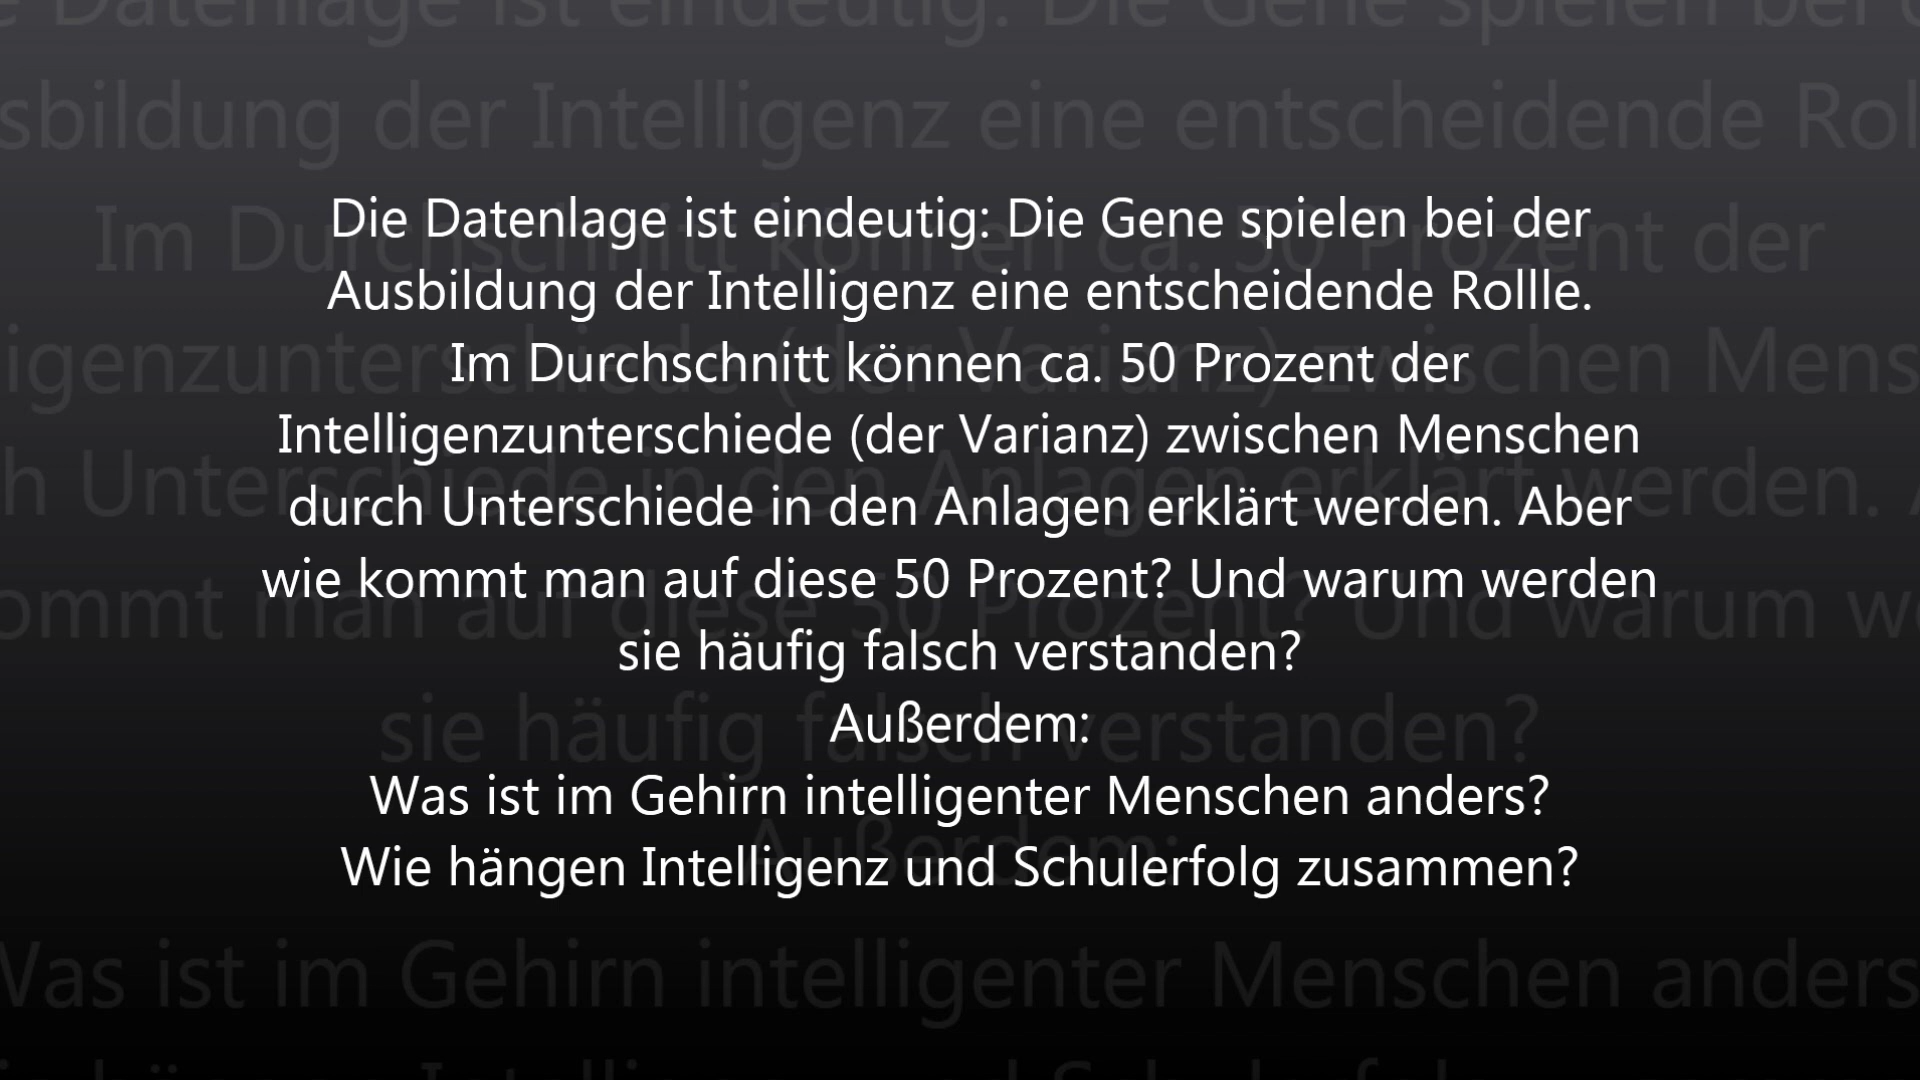 Die Datenlage ist eindeutig: Die Gene spielen bei der
Ausbildung der Intelligenz eine entscheidende Rollle.
Im Durchschnitt können ca. 50 Prozent der
Intelligenzunterschiede (der Varianz) zwischen Menschen
durch Unterschiede in den Anlagen erklärt werden. Aber
wie kommt man auf diese 50 Prozent? Und warum werden
sie häufig falsch verstanden?
Außerdem:
Was ist im Gehirn intelligenter Menschen anders?
Wie hängen Intelligenz und Schulerfolg zusammen?